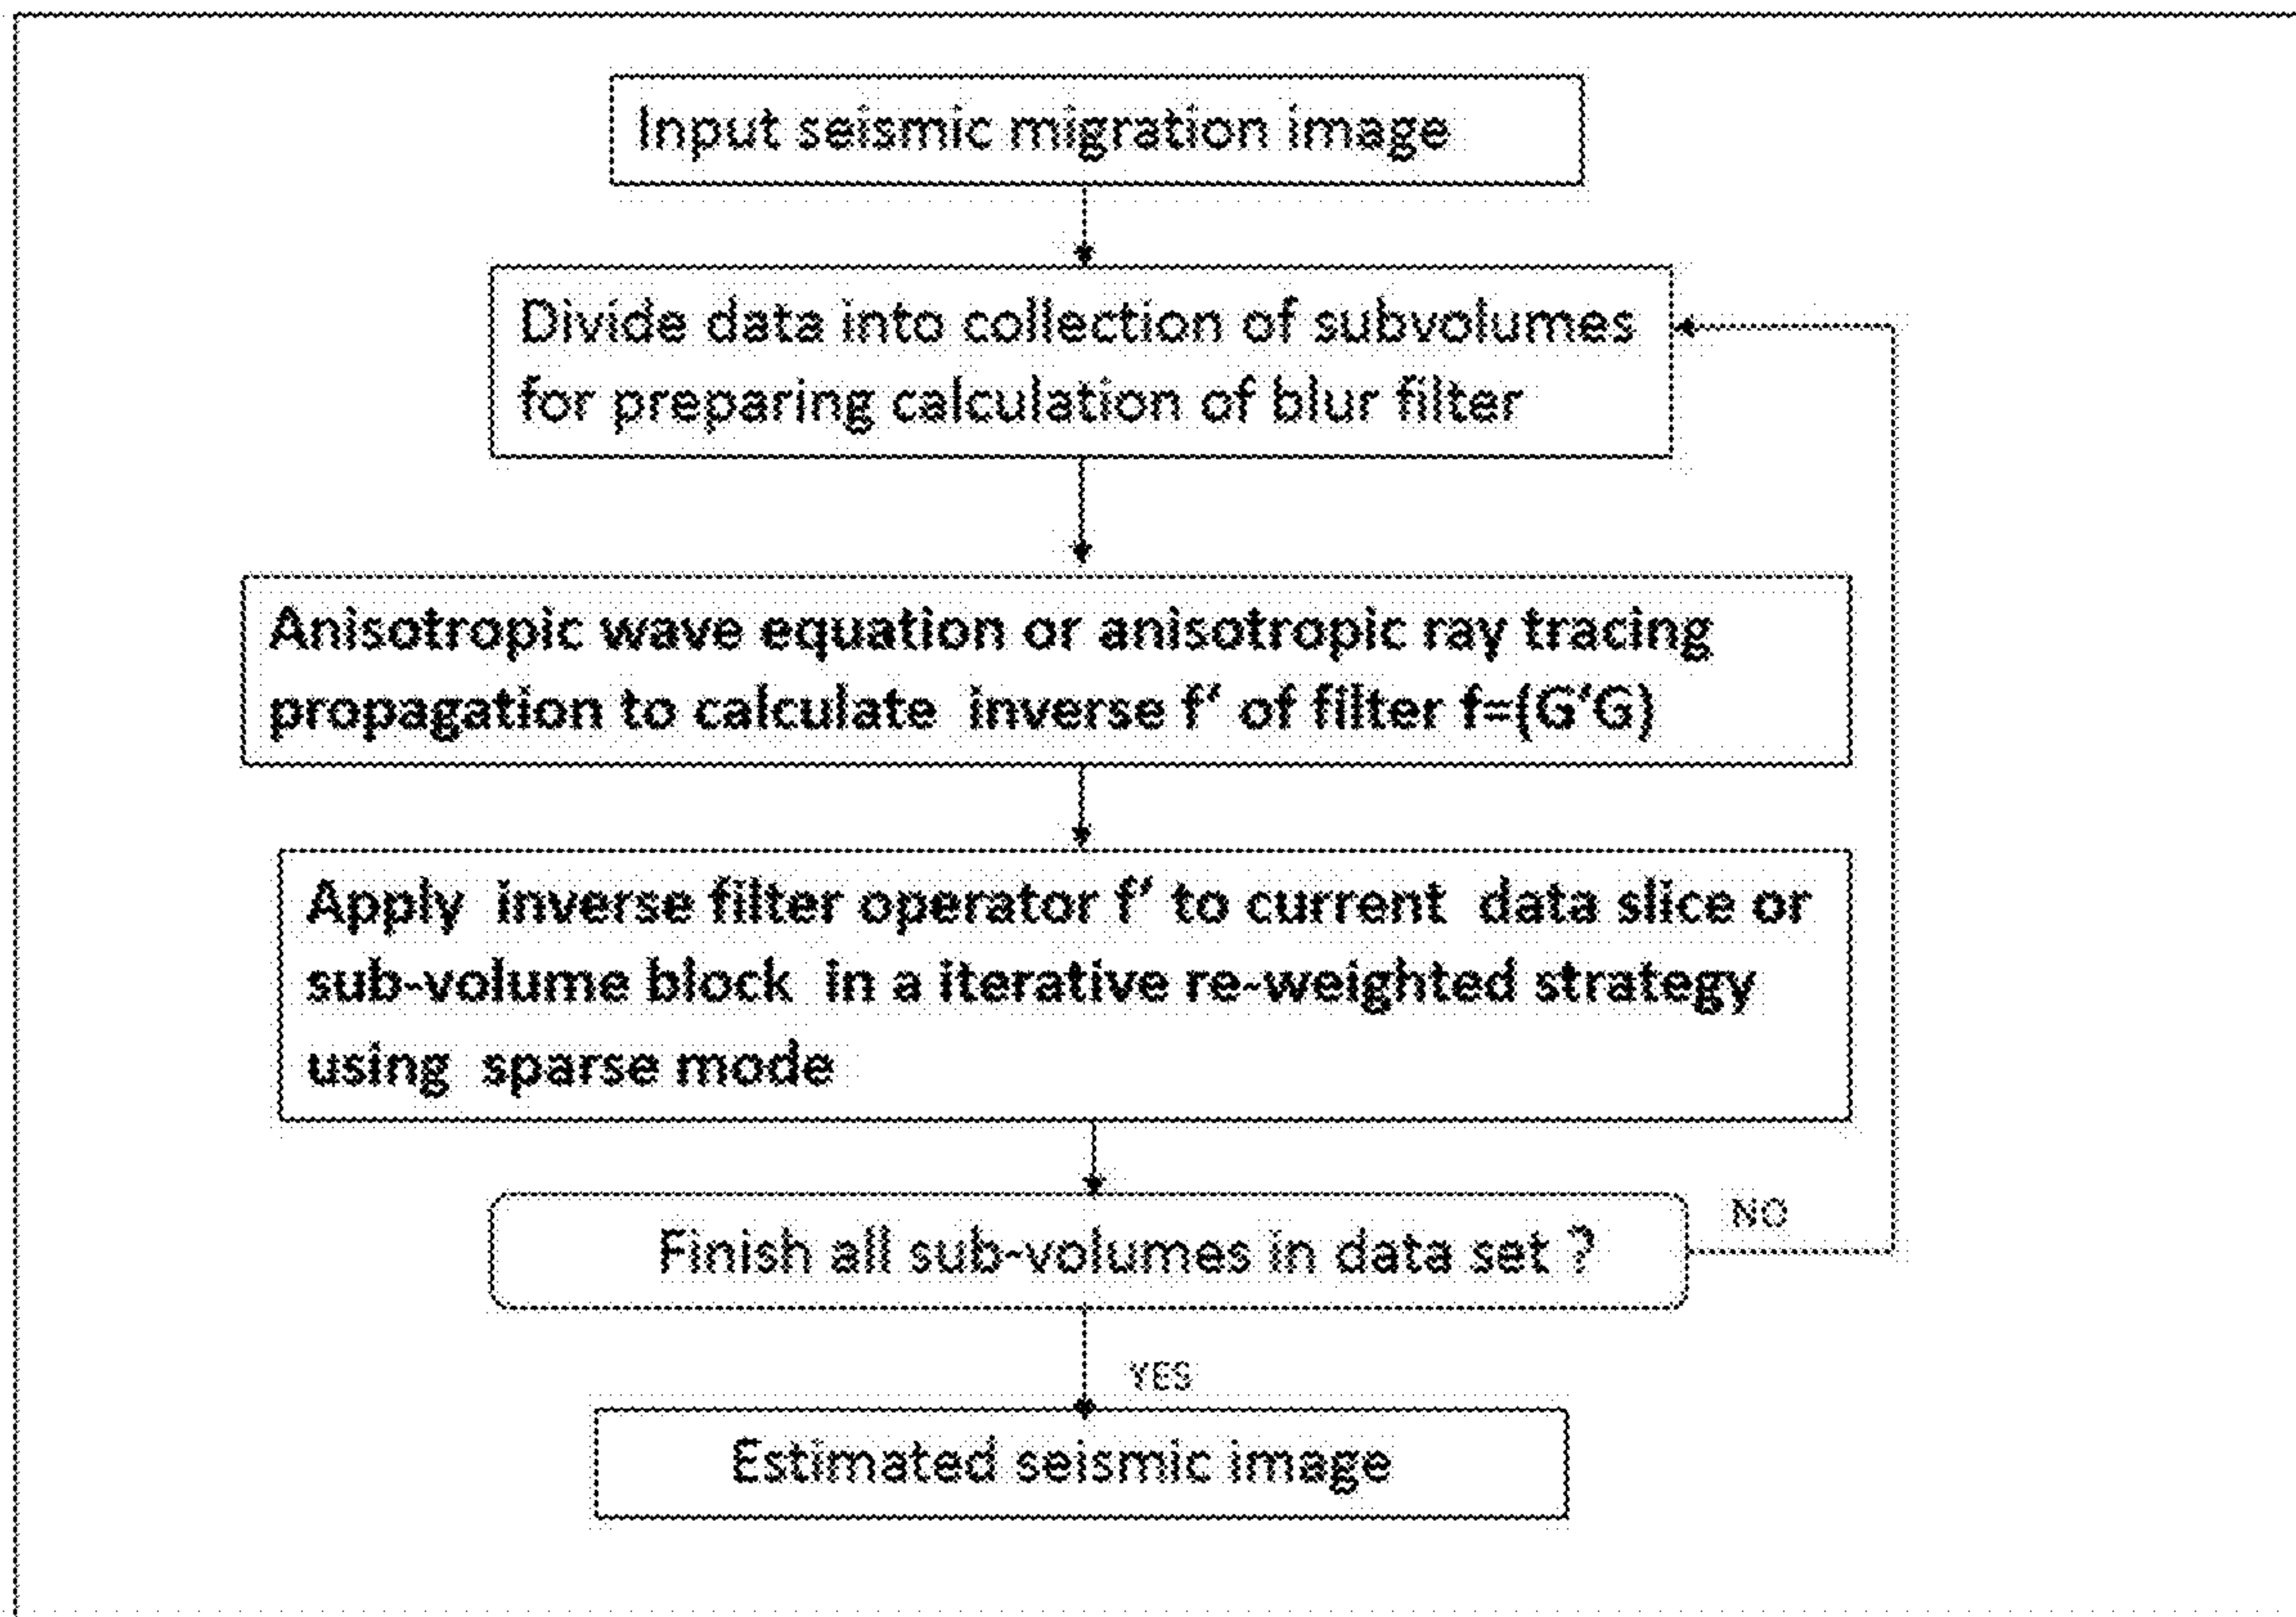 Input seismic migration image
Divide data into collection of subvolumes
for preparing calculation of blur filter
Anisotropic wave equation or anisotropic ray tracing
propagation to calculate inverse f′ of filter f=(G′G)
Apply inverse filter operator f′ to current data slice or
sub-volume block in a iterative re-weighted strategy
using sparse mode
Finish all sub-volumes in data set ?
NO
YES
Estimated seismic image